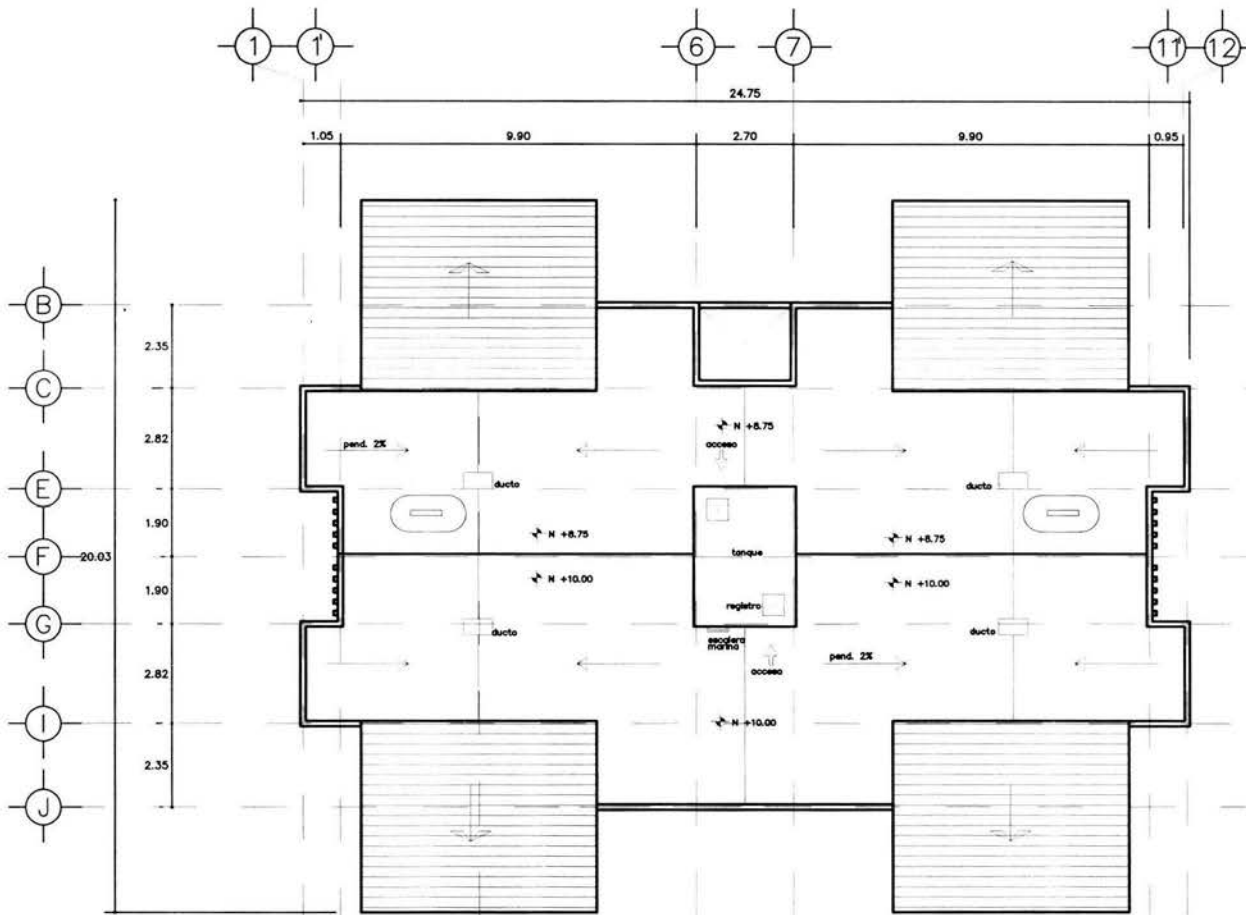 1 1' 6 7 11' 12
24.75
1.05 9.90 2.70 9.90 0.95
B
2.35
C
N +8.75
2.82
pend. 2%
acceso
E
ducto
ducto
1.90
N +8.75
N +8.75
F
20.03
tanque
N +10.00
N +10.00
1.90
registro
G
ducto
escalera
marina
ducto
pend. 2%
2.82
acceso
I
N +10.00
2.35
J